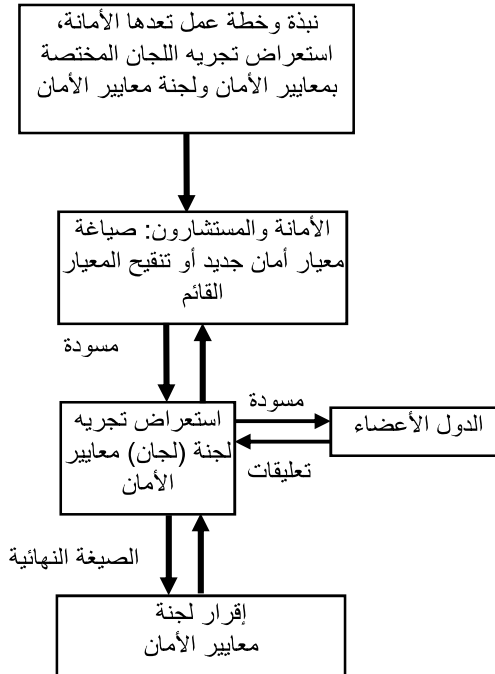 نبذة وخطة عمل تعدها الأمانة،
استعراض تجريه اللجان المختصة
بمعايير الأمان ولجنة معايير الأمان
الأمانة والمستشارون: صياغة
معيار أمان جديد أو تنقيح المعيار
القائم
مسودة
استعراض تجريه
لجنة (لجان) معايير
الأمان
مسودة
تعليقات
الدول الأعضاء
الصيغة النهائية
إقرار لجنة
معايير الأمان